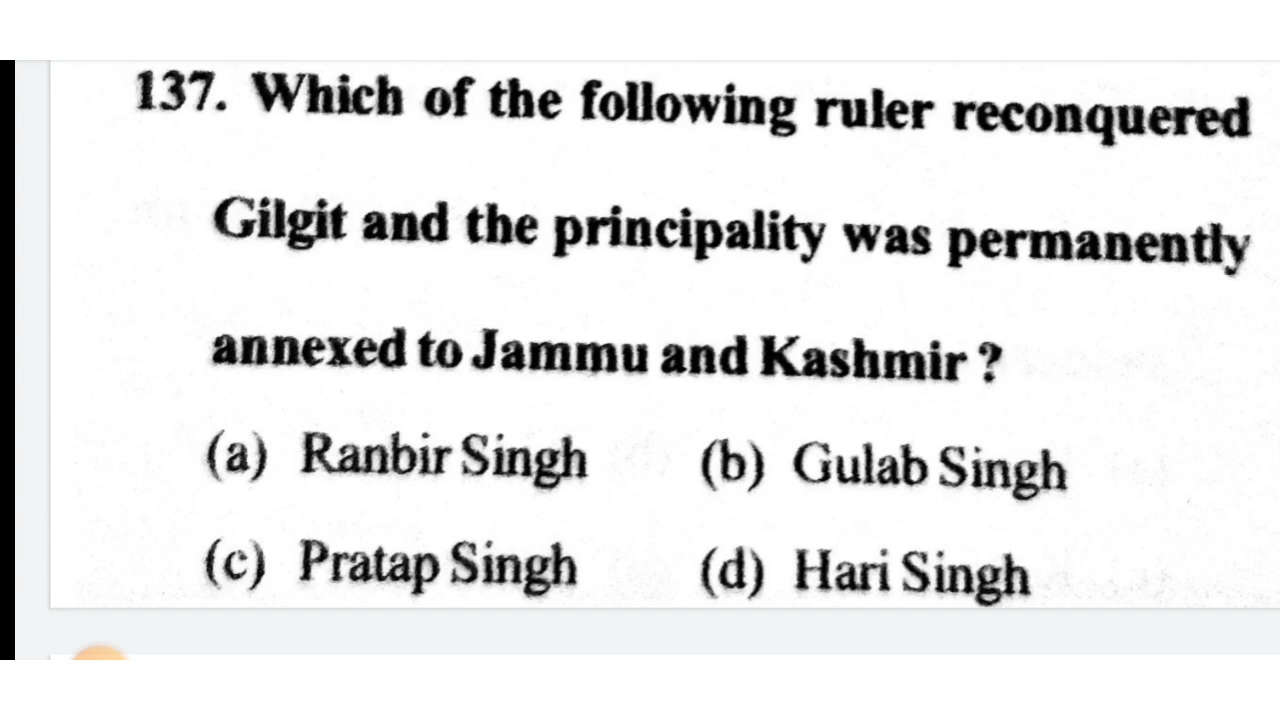 137. Which of the following ruler reconquered
Gilgit and the principality was permanently
annexed to Jammu and Kashmir ?
(a) Ranbir Singh (b) Gulab Singh
(c) Pratap Singh (d) Hari Singh